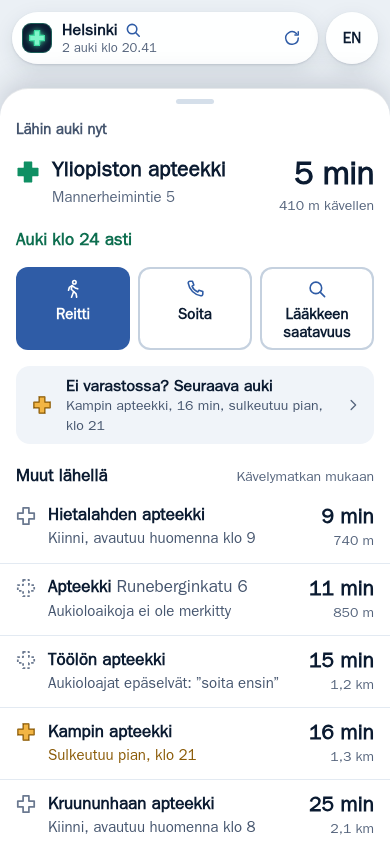 Helsinki
2 auki klo 20.41
EN
Lähin auki nyt
Yliopiston apteekki
5 min
Mannerheimintie 5
410 m kävellen
Auki klo 24 asti
Reitti
Soita
Lääkkeen
saatavuus
Ei varastossa? Seuraava auki
Kampin apteekki, 16 min, sulkeutuu pian,
klo 21
Muut lähellä
Kävelymatkan mukaan
Hietalahden apteekki
9 min
Kiinni, avautuu huomenna klo 9
740 m
Apteekki Runeberginkatu 6
11 min
Aukioloaikoja ei ole merkitty
850 m
Töölön apteekki
15 min
Aukioloajat epäselvät: ”soita ensin”
1,2 km
Kampin apteekki
16 min
Sulkeutuu pian, klo 21
1,3 km
Kruununhaan apteekki
25 min
Kiinni, avautuu huomenna klo 8
2,1 km